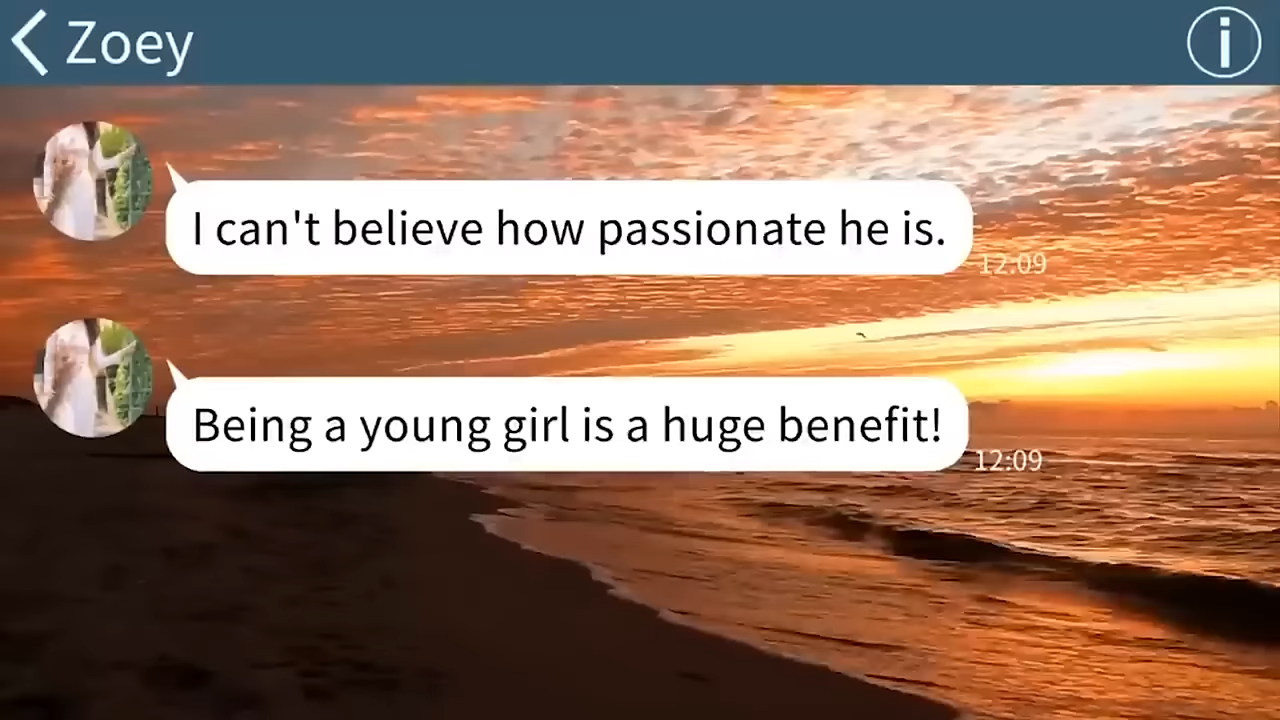 Zoey
I can't believe how passionate he is.
12:09
Being a young girl is a huge benefit!
12:09